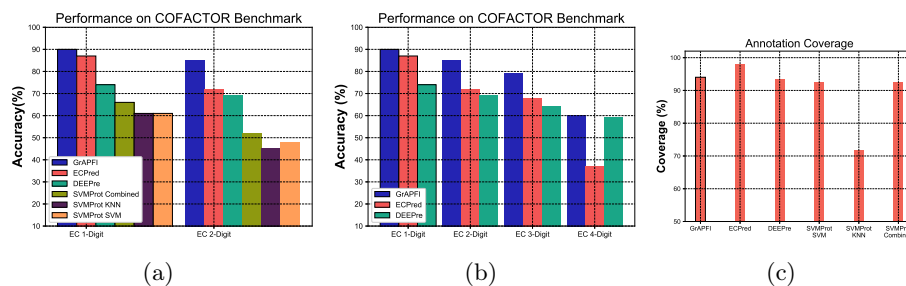 Performance on COFACTOR Benchmark
100
90
80
70
60
50
40
30
20
10
Accuracy(%)
GrAPFI
ECPred
DEEPre
SVMProt Combined
SVMProt KNN
SVMProt SVM
EC 1-Digit EC 2-Digit
(a)
Performance on COFACTOR Benchmark
100
90
80
70
60
50
40
30
20
10
Accuracy (%)
GrAPFI
ECPred
DEEPre
EC 1-Digit EC 2-Digit EC 3-Digit EC 4-Digit
(b)
Annotation Coverage
100
90
80
70
60
50
Coverage (%)
GrAPFI ECPred DEEPre SVMProt SVMProt SVMPr
SVM KNN Combin
(c)